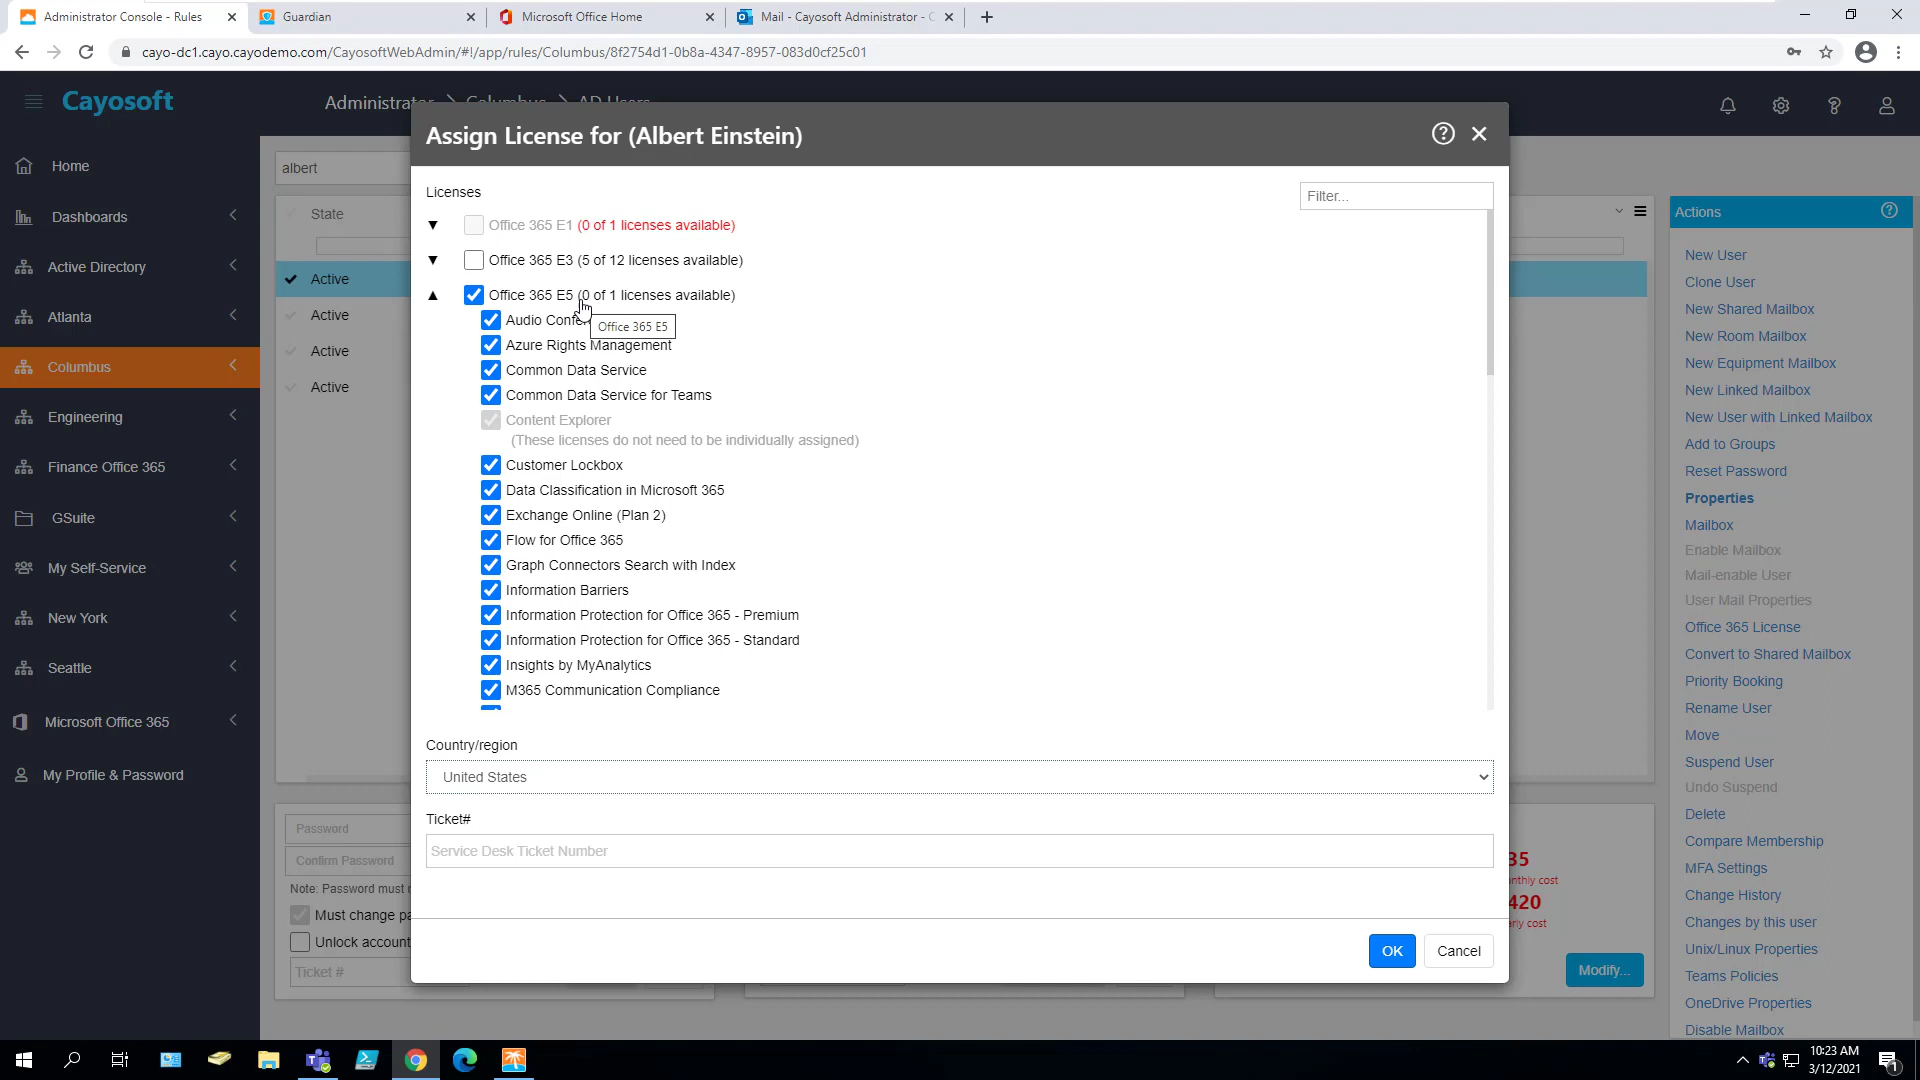 Administrator Console - Rules
Guardian
Microsoft Office Home
Mail - Cayosoft Administrator -
cayo-dc1.cayo.cayodemo.com/CayosoftWebAdmin/#!/app/rules/Columbus/8f2754d1-0b8a-4347-8957-083d0cf25c01
Cayosoft
Administrator > Columbus > AD Users
Home
Dashboards
Active Directory
Atlanta
Columbus
Engineering
Finance Office 365
GSuite
My Self-Service
New York
Seattle
Microsoft Office 365
My Profile & Password
albert
State
Active
Active
Active
Active
Password
Confirm Password
Note: Password must
Must change
Unlock account
Ticket #
Assign License for (Albert Einstein)
Licenses
Filter...
Office 365 E1 (0 of 1 licenses available)
Office 365 E3 (5 of 12 licenses available)
Office 365 E5 (0 of 1 licenses available)
Audio
Office 365 E5
Azure Rights Management
Common Data Service
Common Data Service for Teams
Content Explorer
(These licenses do not need to be individually assigned)
Customer Lockbox
Data Classification in Microsoft 365
Exchange Online (Plan 2)
Flow for Office 365
Graph Connectors Search with Index
Information Barriers
Information Protection for Office 365 - Premium
Information Protection for Office 365 - Standard
Insights by MyAnalytics
M365 Communication Compliance
Country/region
United States
Ticket#
Service Desk Ticket Number
OK
Cancel
35
cost
420
cost
Modify...
Actions
New User
Clone User
New Shared Mailbox
New Room Mailbox
New Equipment Mailbox
New Linked Mailbox
New User with Linked Mailbox
Add to Groups
Reset Password
Properties
Mailbox
Enable Mailbox
Mail-enable User
User Mail Properties
Office 365 License
Convert to Shared Mailbox
Priority Booking
Rename User
Move
Suspend User
Undo Suspend
Delete
Compare Membership
MFA Settings
Change History
Changes by this user
Unix/Linux Properties
Teams Policies
OneDrive Properties
Disable Mailbox
10:23 AM
3/12/2021
1